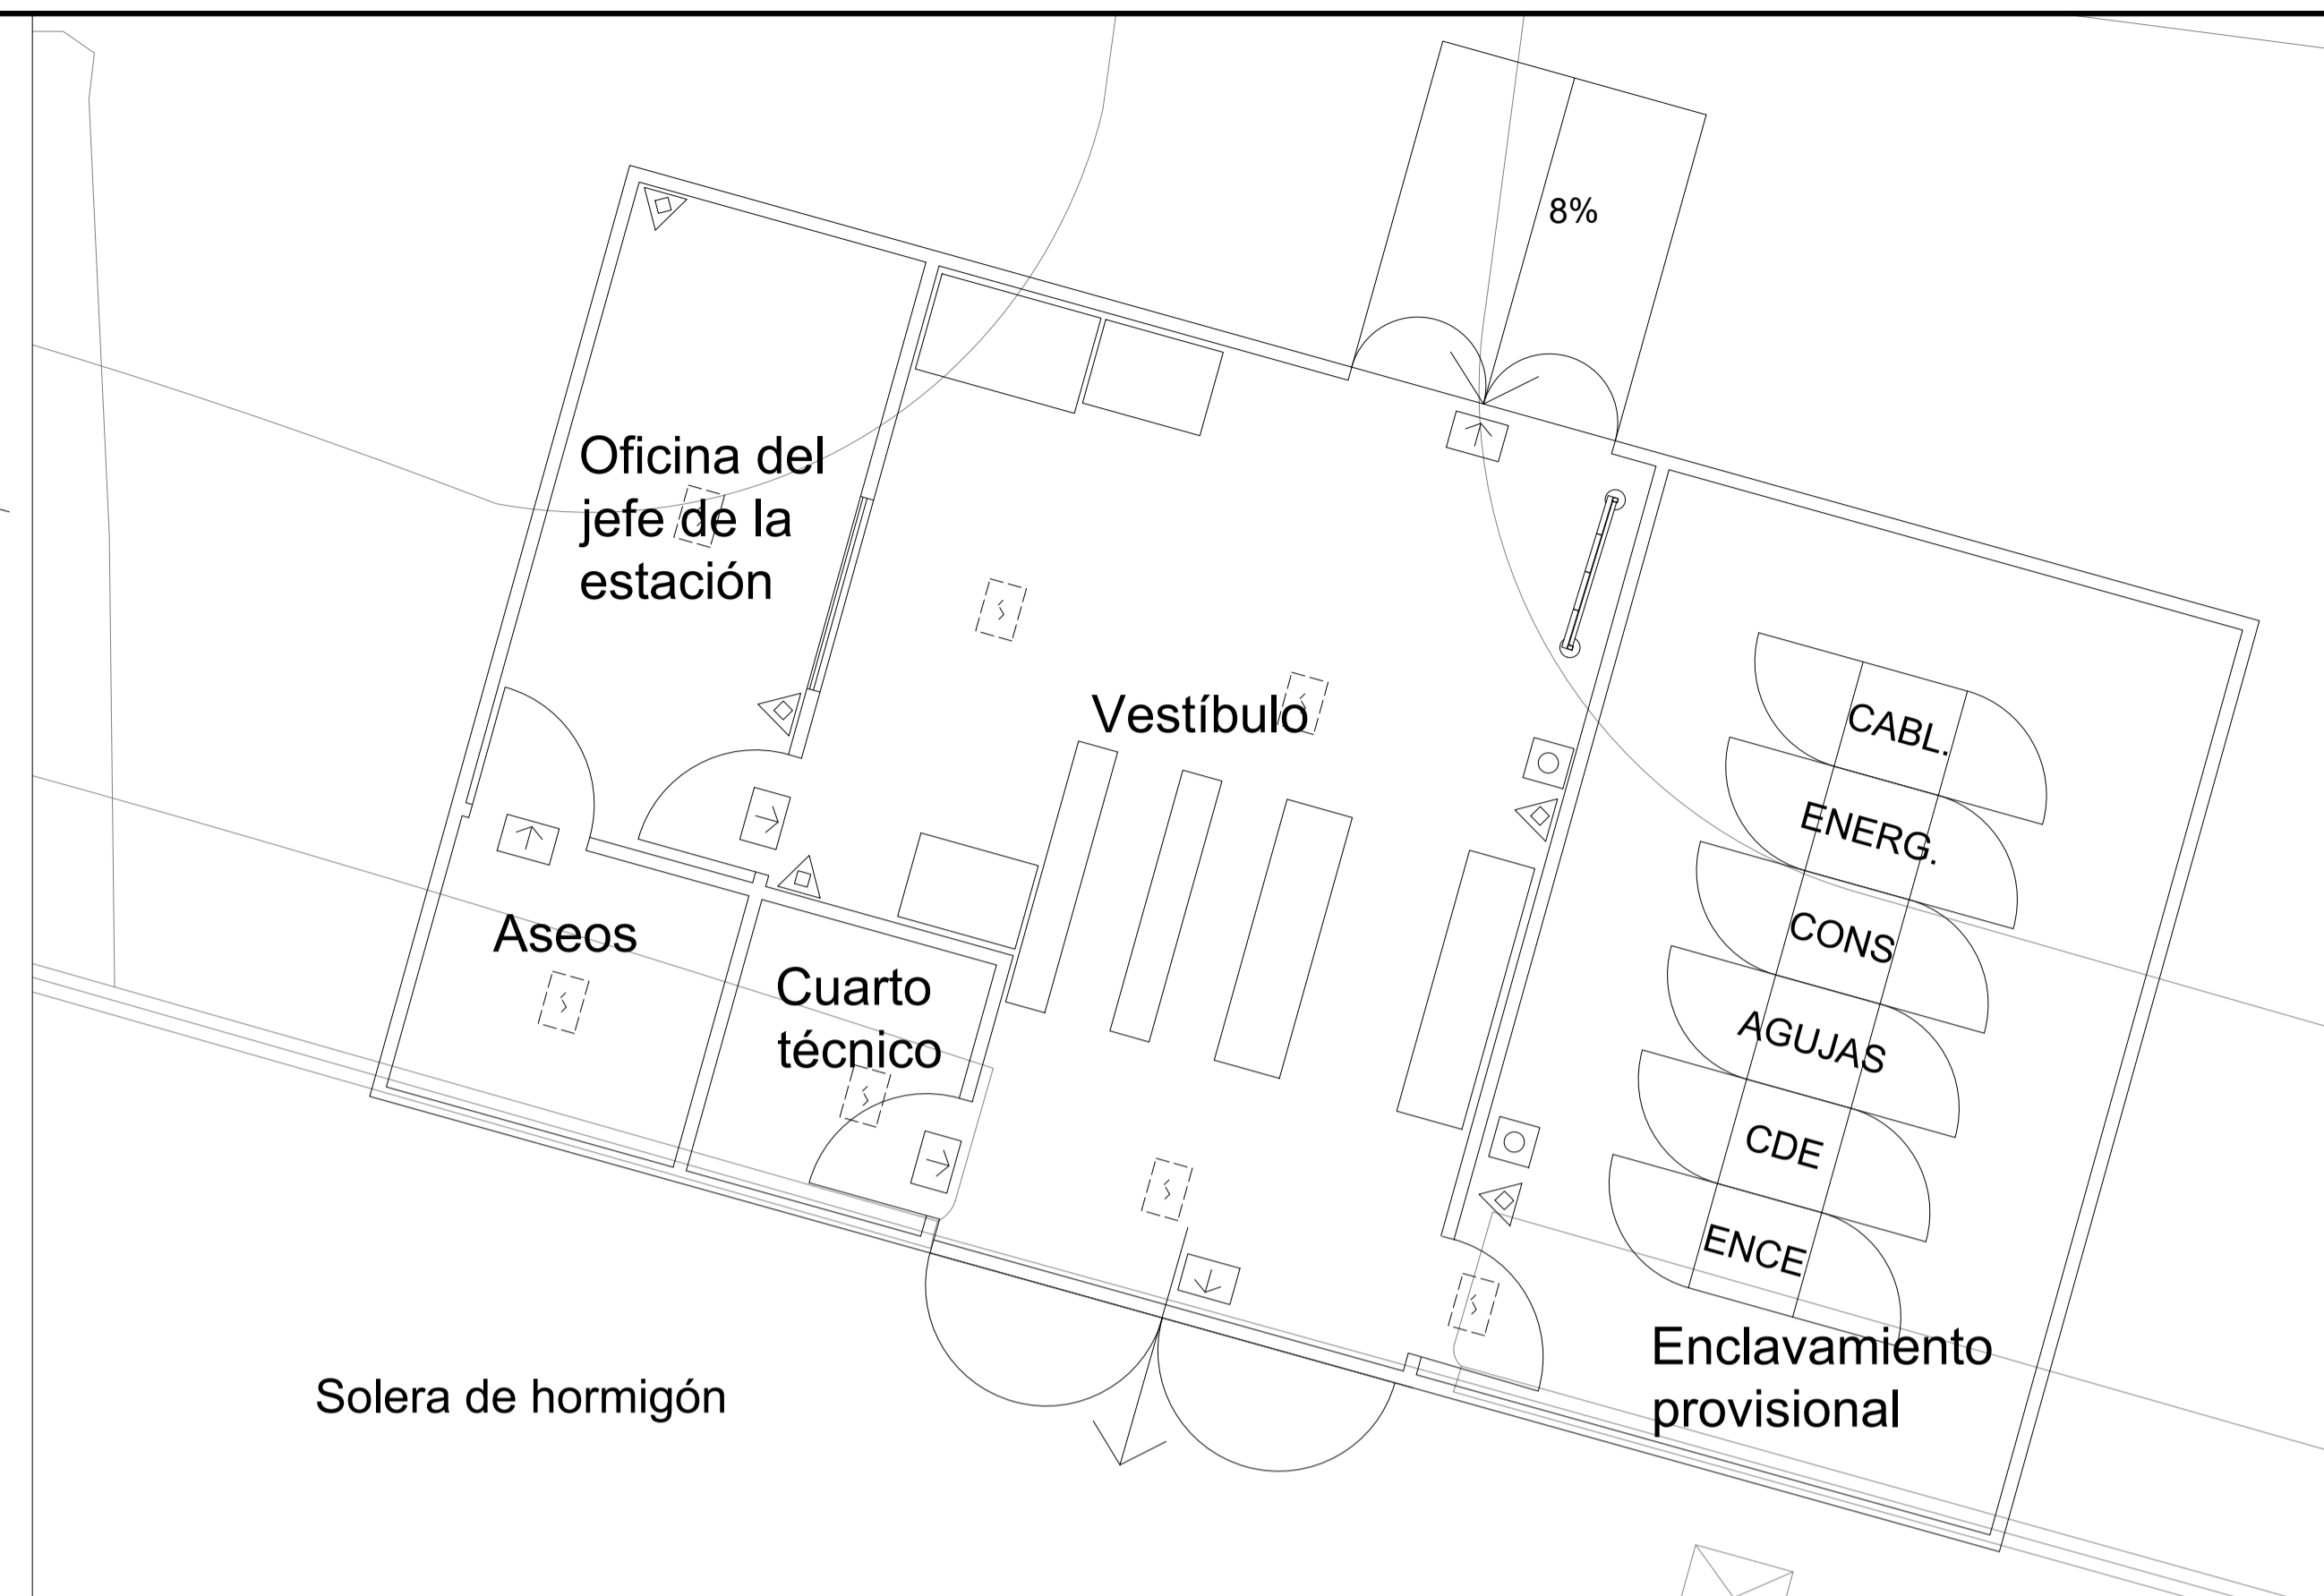 8%
Oficina del
jefe de la
estación
Vestíbulo
CABL.
ENERG.
CONS
AGUJAS
CDE
ENCE
Aseos
Cuarto
técnico
Enclavamiento
provisional
Solera de hormigón